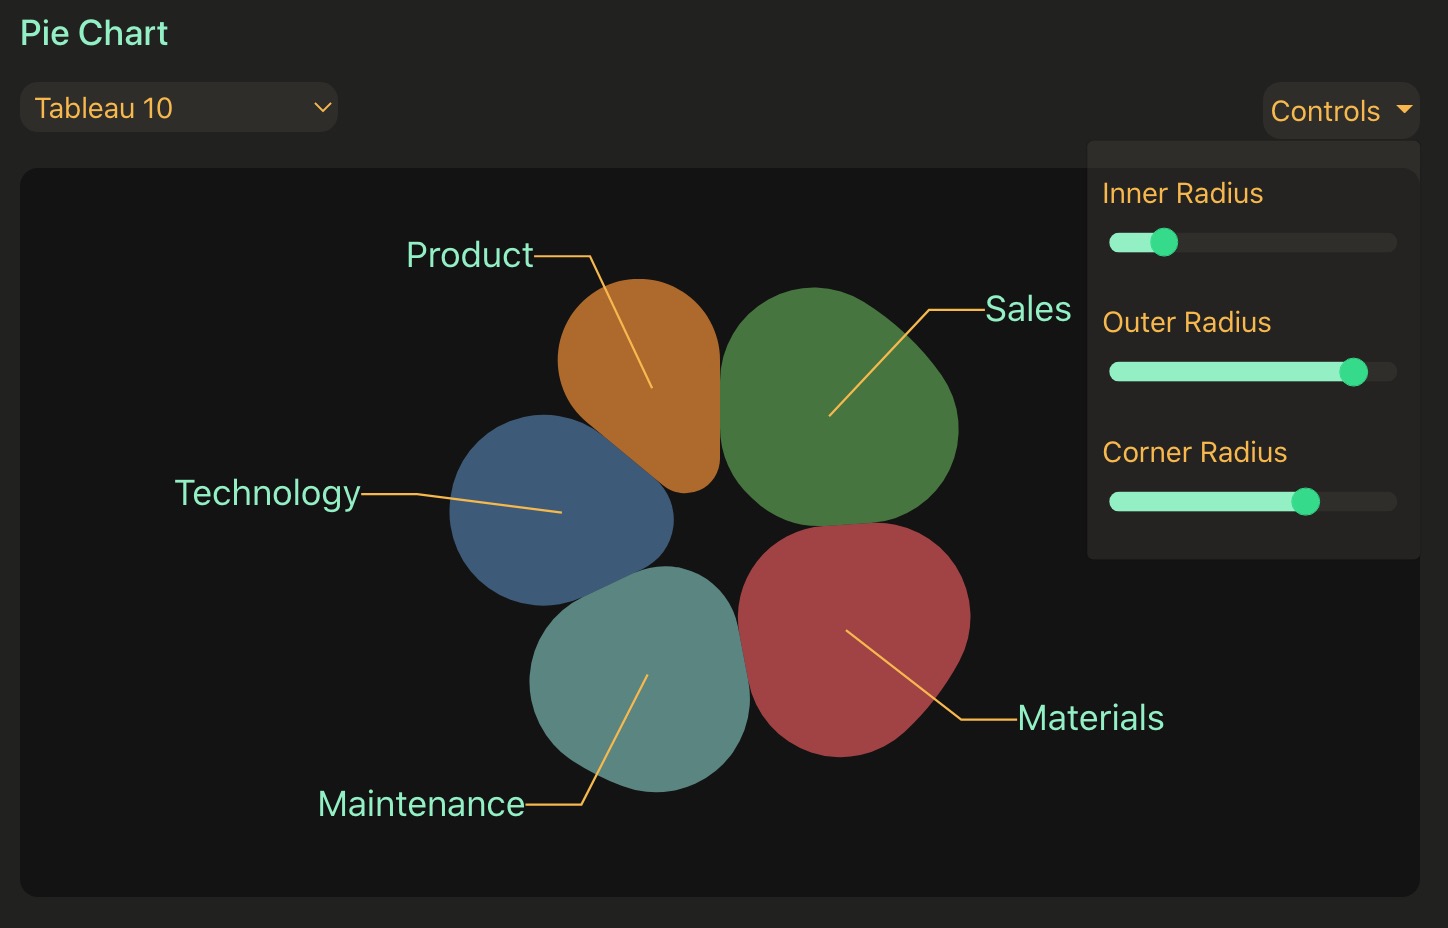 Pie Chart
Tableau 10
Controls
Inner Radius
Outer Radius
Corner Radius
Product
Sales
Technology
Materials
Maintenance